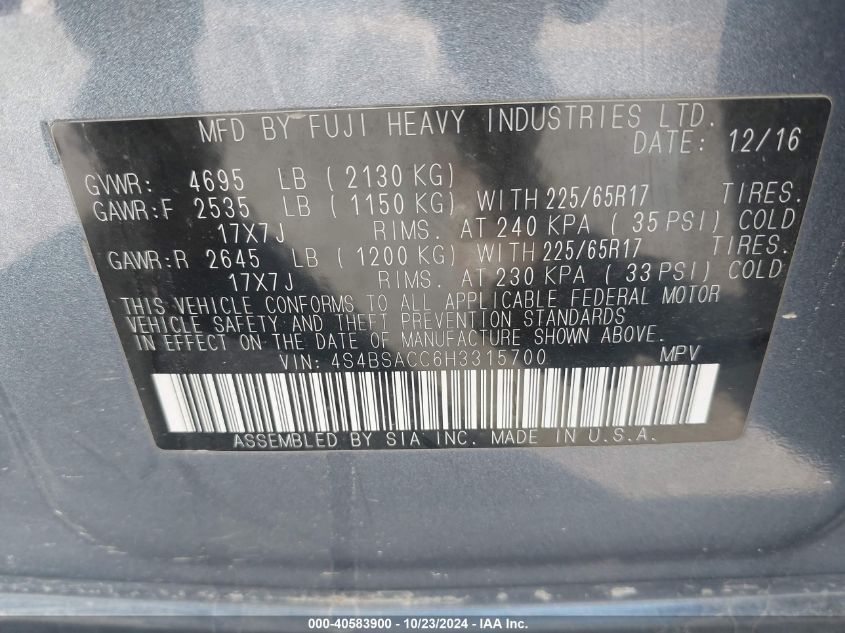 MFD BY FUJI HEAVY INDUSTRIES LTD.
DATE: 12/16
GVWR: 4695 LB ( 2130 KG)
GAWR:F 2535 LB ( 1150 KG) WITH 225/65R17 TIRES.
17X7J RIMS. AT 240 KPA ( 35 PSI) COLD
GAWR:R 2645 LB ( 1200 KG) WITH 225/65R17 TIRES.
17X7J RIMS. AT 230 KPA ( 33 PSI) COLD
THIS VEHICLE CONFORMS TO ALL APPLICABLE FEDERAL MOTOR
VEHICLE SAFETY AND THEFT PREVENTION STANDARDS
IN EFFECT ON THE DATE OF MANUFACTURE SHOWN ABOVE.
VIN: 4S4BSACC6H3315700 MPV
ASSEMBLED BY SIA INC. MADE IN U.S.A.
000-40583900 - 10/23/2024 - IAA Inc.